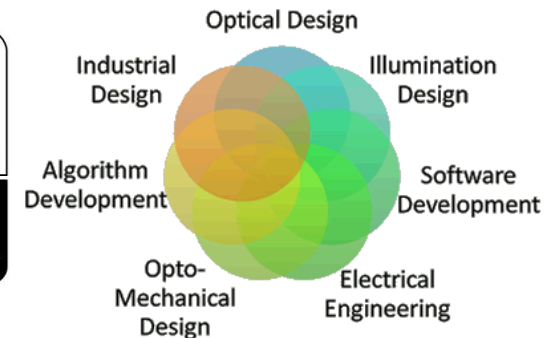 Optical Design
Industrial
Design
Illumination
Design
Algorithm
Development
Software
Development
Opto-
Mechanical
Design
Electrical
Engineering